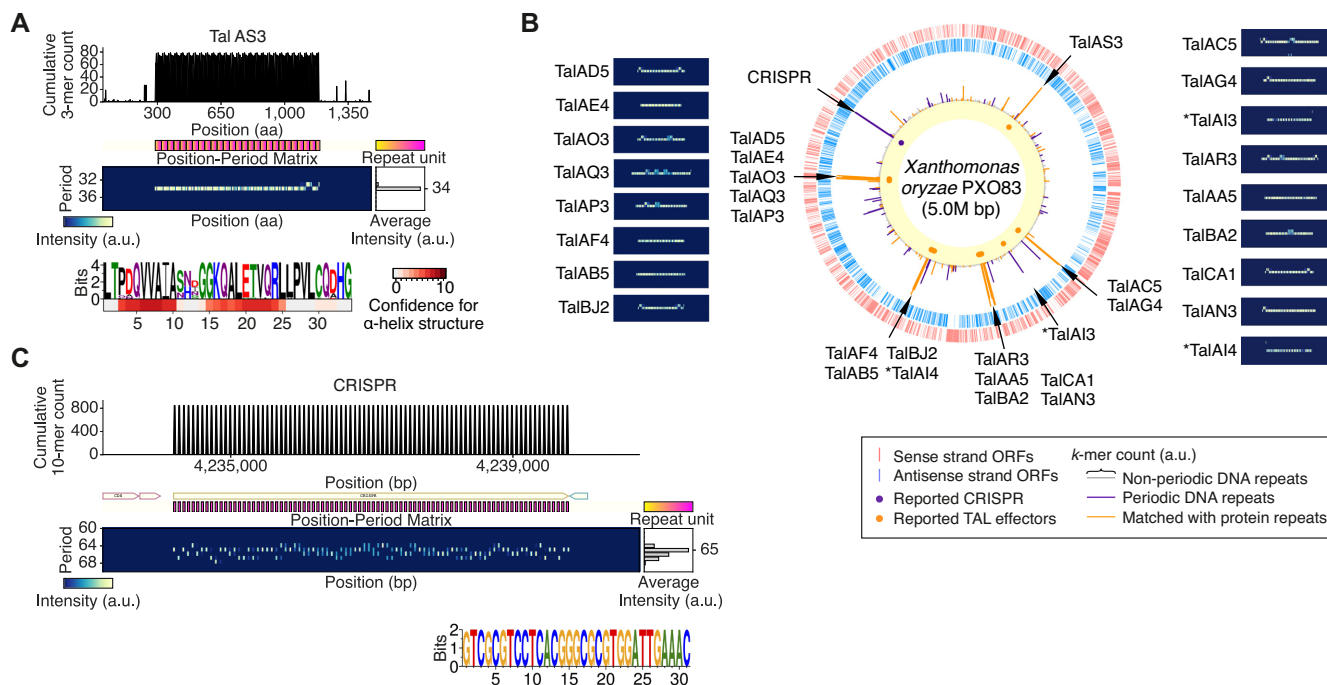 A
Tal AS3
Cumulative
3-mer count
80
60
40
20
0
300
650
1,000
1,350
Position (aa)
Position-Period Matrix
Repeat unit
Period
32
36
34
Position (aa)
Average
Intensity (a.u.)
Intensity (a.u.)
Bits
4
2
0
5
10
15
20
25
30
0
10
Confidence for
α-helix structure
B
TalAD5
TalAE4
TalAO3
TalAQ3
TalAP3
TalAF4
TalAB5
TalBJ2
CRISPR
TalAS3
TalAD5
TalAE4
TalAO3
TalAQ3
TalAP3
Xanthomonas
oryzae PXO83
(5.0M bp)
TalAC5
TalAG4
*TalAI3
TalAF4
TalAB5
TalBJ2
*TalAI4
TalAR3
TalAA5
TalBA2
TalCA1
TalAN3
TalAC5
TalAG4
*TalAI3
TalAR3
TalAA5
TalBA2
TalCA1
TalAN3
*TalAI4
Sense strand ORFs
Antisense strand ORFs
Reported CRISPR
Reported TAL effectors
k-mer count (a.u.)
Non-periodic DNA repeats
Periodic DNA repeats
Matched with protein repeats
C
CRISPR
Cumulative
10-mer count
800
400
0
4,235,000
4,239,000
Position (bp)
CDS
CRISPR
Position-Period Matrix
Repeat unit
Period
60
64
68
65
Position (bp)
Average
Intensity (a.u.)
Intensity (a.u.)
Bits
2
1
0
GTCGCGTCCTCACGGGCGCGTGGATTGAAAC
5
10
15
20
25
30